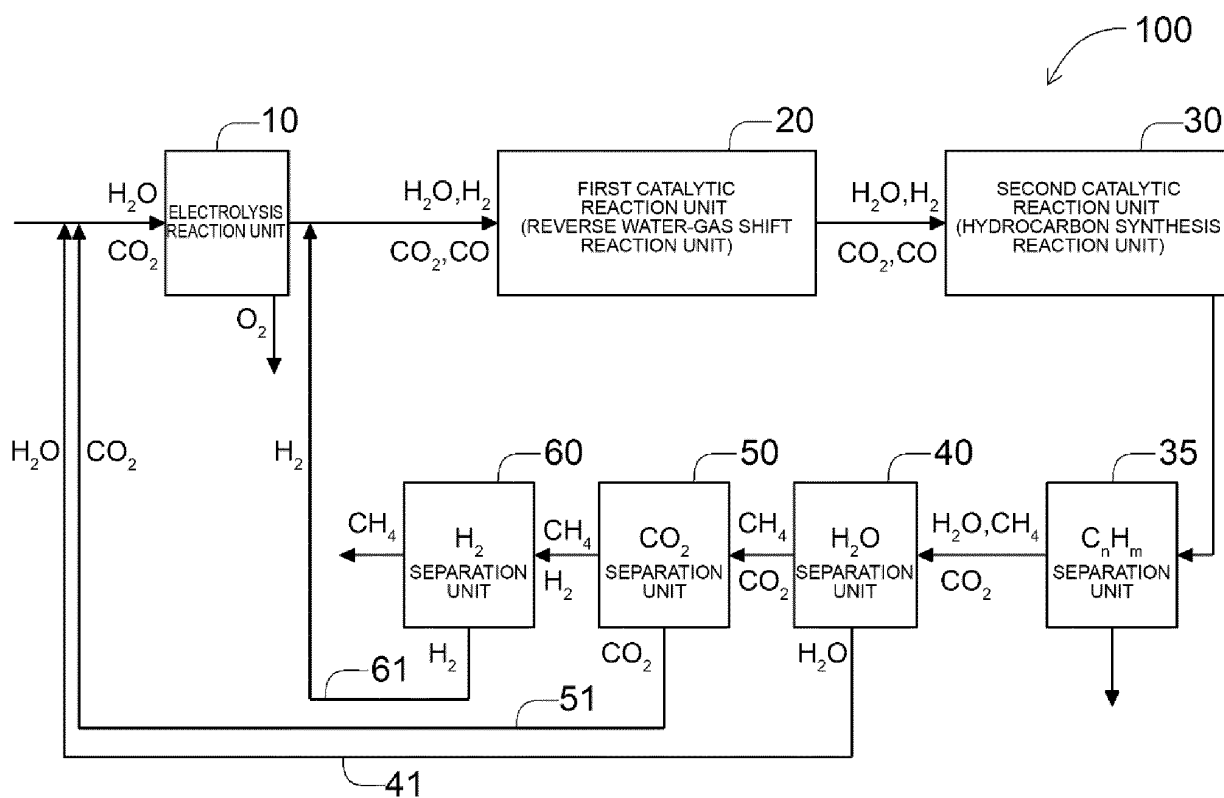 100
10
20
30
H₂O
CO₂
ELECTROLYSIS
REACTION UNIT
O₂
H₂O,H₂
CO₂,CO
FIRST CATALYTIC
REACTION UNIT
(REVERSE WATER-GAS SHIFT
REACTION UNIT)
H₂O,H₂
CO₂,CO
SECOND CATALYTIC
REACTION UNIT
(HYDROCARBON SYNTHESIS
REACTION UNIT)
H₂O
CO₂
H₂
60
50
40
35
CH₄
H₂
SEPARATION
UNIT
CH₄
H₂
CO₂
SEPARATION
UNIT
CH₄
CO₂
H₂O
SEPARATION
UNIT
H₂O,CH₄
CO₂
CₙHₘ
SEPARATION
UNIT
H₂
CO₂
H₂O
61
51
41